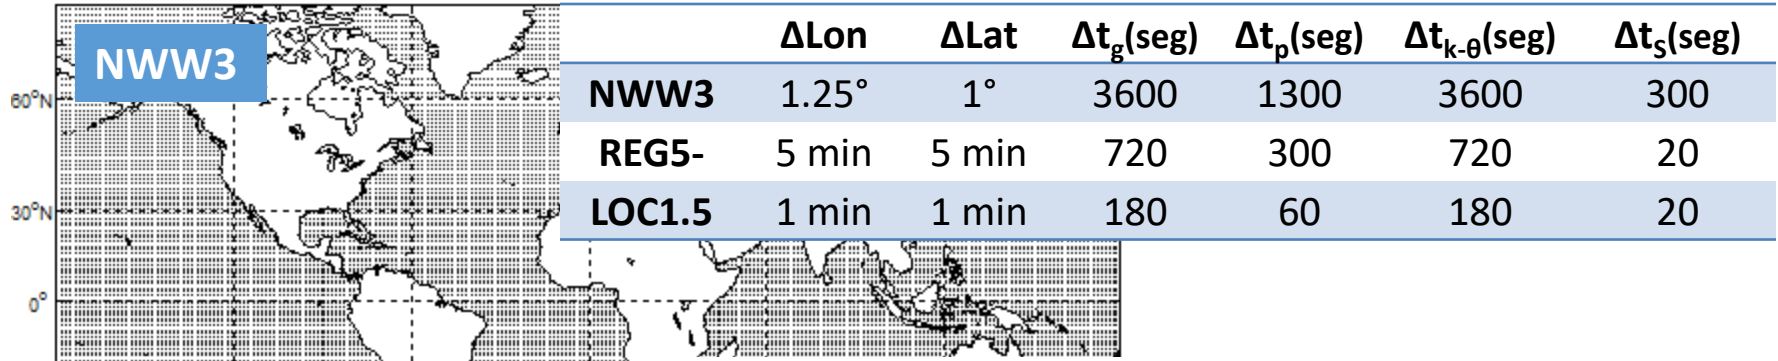 NWW3
60°N
30°N
0°
ΔLon ΔLat Δtg(seg) Δtp(seg) Δtk-θ(seg) ΔtS(seg)
NWW3 1.25° 1° 3600 1300 3600 300
REG5- 5 min 5 min 720 300 720 20
LOC1.5 1 min 1 min 180 60 180 20